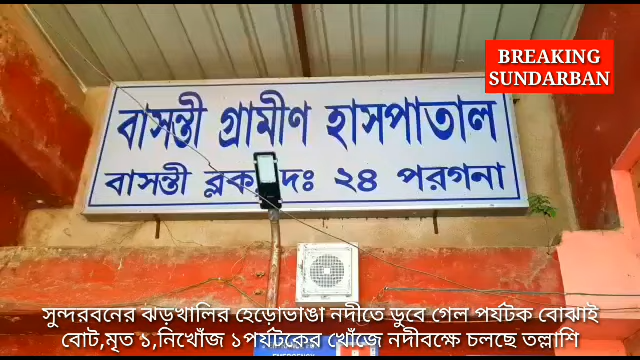 BREAKING
SUNDARBAN
বাসন্তী গ্রামীণ হাসপাতাল
বাসন্তী ব্লক দঃ ২৪ পরগনা
সুন্দরবনের ঝড়খালির হেড়োভাঙা নদীতে ডুবে গেল পর্যটক বোঝাই
বোট,মৃত ১,নিখোঁজ ১পর্যটকের খোঁজে নদীবক্ষে চলছে তল্লাশি